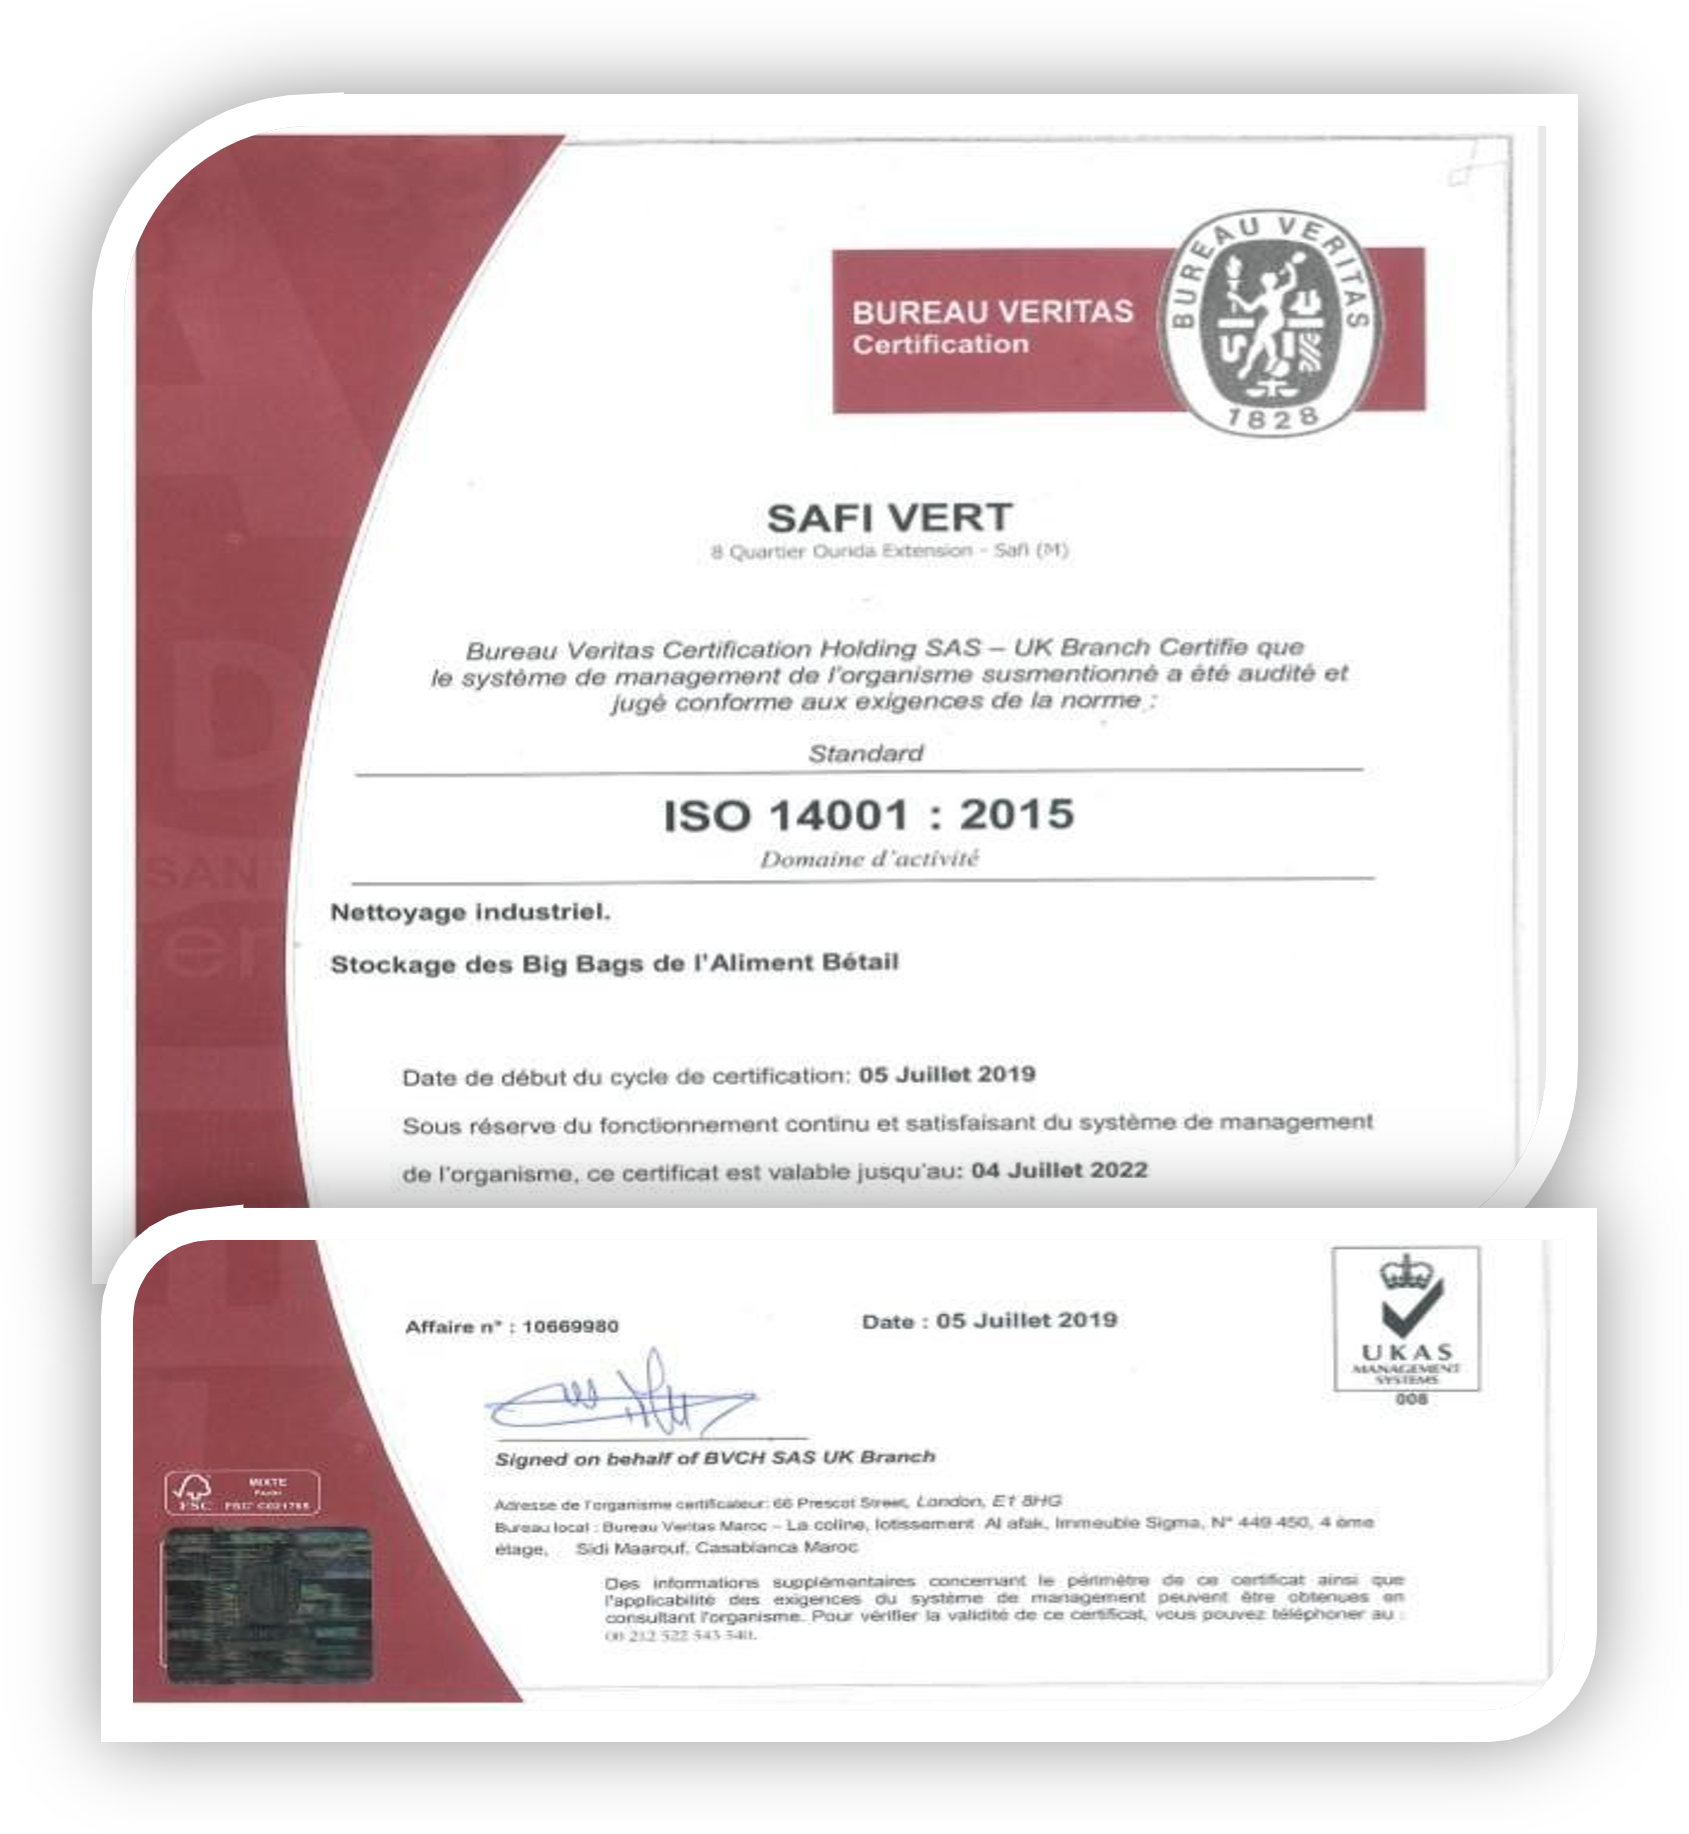 BUREAU VERITAS
Certification
BUREAU VERITAS
1828
SAFI VERT
8 Quartier Ourida Extension - Safi (M)
Bureau Veritas Certification Holding SAS – UK Branch Certifie que
le système de management de l'organisme susmentionné a été audité et
jugé conforme aux exigences de la norme :
Standard
ISO 14001 : 2015
Domaine d'activité
Nettoyage industriel.
Stockage des Big Bags de l'Aliment Bétail
Date de début du cycle de certification: 05 Juillet 2019
Sous réserve du fonctionnement continu et satisfaisant du système de management
de l'organisme, ce certificat est valable jusqu'au: 04 Juillet 2022
Affaire n° : 10669980
Date : 05 Juillet 2019
UKAS
MANAGEMENT
SYSTEMS
008
Signed on behalf of BVCH SAS UK Branch
Adresse de l'organisme certificateur: 66 Prescot Street, London, E1 8HG
Bureau local : Bureau Veritas Maroc – La coline, lotissement Al afak, Immeuble Sigma, N° 449 450, 4 ème
étage, Sidi Maarouf, Casablanca Maroc
Des informations supplémentaires concernant le périmètre de ce certificat ainsi que
l'applicabilité des exigences du système de management peuvent être obtenues en
consultant l'organisme. Pour vérifier la validité de ce certificat, vous pouvez téléphoner au :
MIXTE
FSC